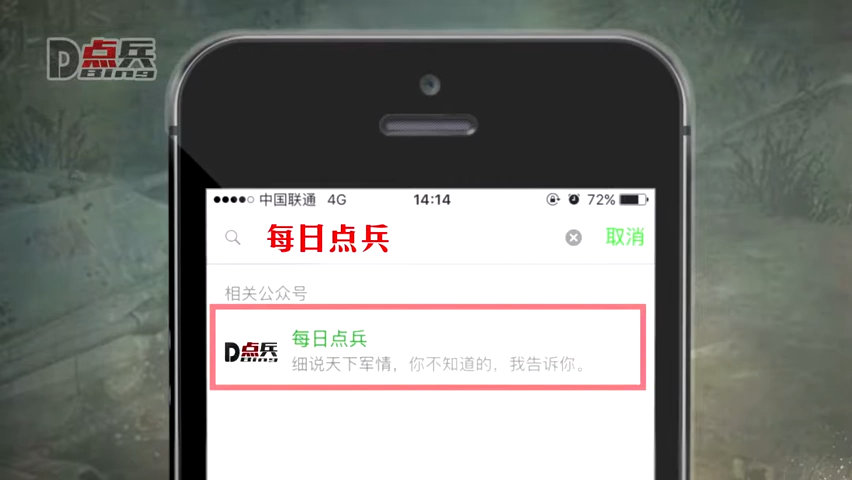 D点兵
Bing
中国联通 4G 14:14 72%
每日点兵 取消
相关公众号
每日点兵
D点兵
Bing
细说天下军情，你不知道的，我告诉你。